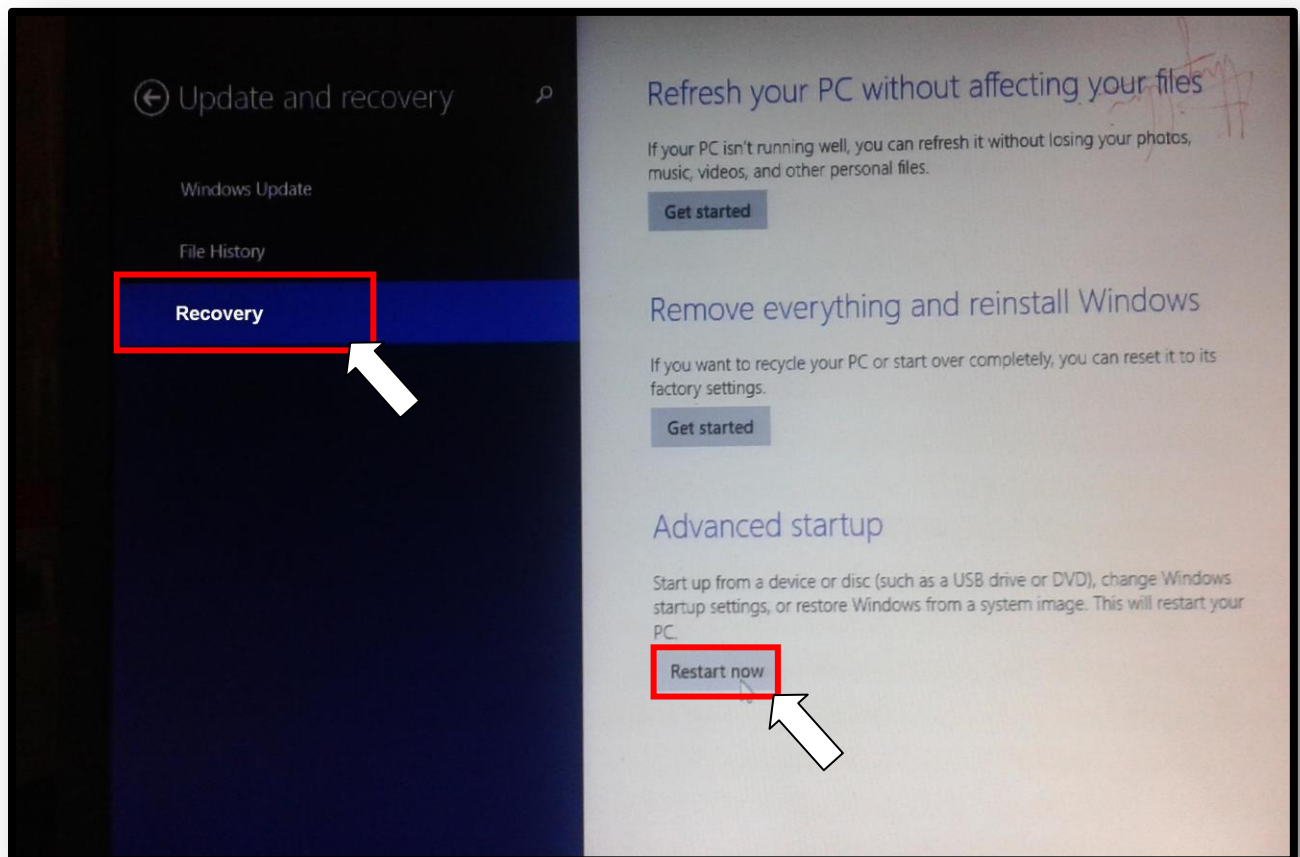 Update and recovery
Windows Update
File History
Recovery
Refresh your PC without affecting your files
If your PC isn't running well, you can refresh it without losing your photos,
music, videos, and other personal files.
Get started
Remove everything and reinstall Windows
If you want to recycle your PC or start over completely, you can reset it to its
factory settings.
Get started
Advanced startup
Start up from a device or disc (such as a USB drive or DVD), change Windows
startup settings, or restore Windows from a system image. This will restart your
PC.
Restart now